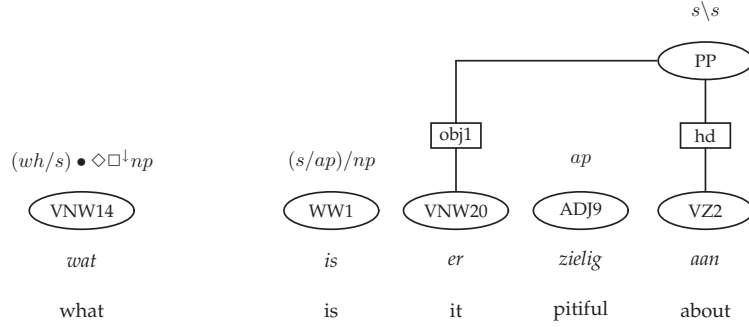 s\s
PP
obj1 hd
(wh/s) • ◇□↓np (s/ap)/np ap
VNW14 WW1 VNW20 ADJ9 VZ2
wat is er zielig aan
what is it pitiful about